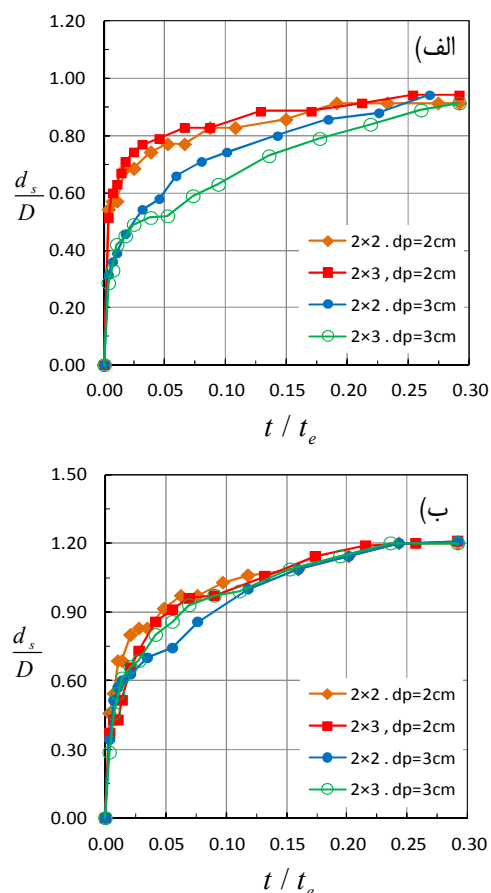 1.20
1.00
0.80
0.60
0.40
0.20
0.00
d_s
D
الف)
2×2 . dp=2cm
2×3 , dp=2cm
2×2 . dp=3cm
2×3 . dp=3cm
0.00 0.05 0.10 0.15 0.20 0.25 0.30
t / t_e
1.50
1.20
0.90
0.60
0.30
0.00
d_s
D
ب)
2×2 . dp=2cm
2×3 , dp=2cm
2×2 . dp=3cm
2×3 . dp=3cm
0.00 0.05 0.10 0.15 0.20 0.25 0.30
t / t_e